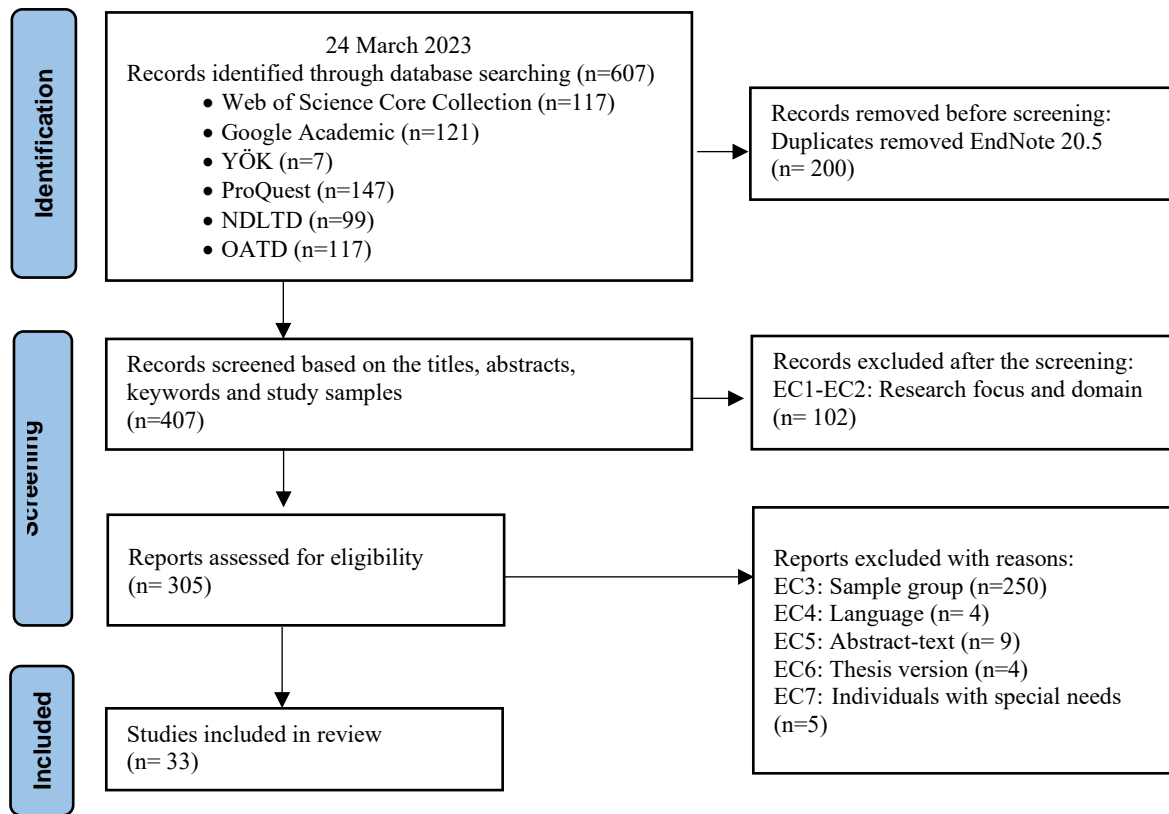 Identification
24 March 2023
Records identified through database searching (n=607)
• Web of Science Core Collection (n=117)
• Google Academic (n=121)
• YÖK (n=7)
• ProQuest (n=147)
• NDLTD (n=99)
• OATD (n=117)
Records removed before screening:
Duplicates removed EndNote 20.5
(n= 200)
Screening
Records screened based on the titles, abstracts,
keywords and study samples
(n=407)
Records excluded after the screening:
EC1-EC2: Research focus and domain
(n= 102)
Reports assessed for eligibility
(n= 305)
Reports excluded with reasons:
EC3: Sample group (n=250)
EC4: Language (n= 4)
EC5: Abstract-text (n= 9)
EC6: Thesis version (n=4)
EC7: Individuals with special needs
(n=5)
Included
Studies included in review
(n= 33)